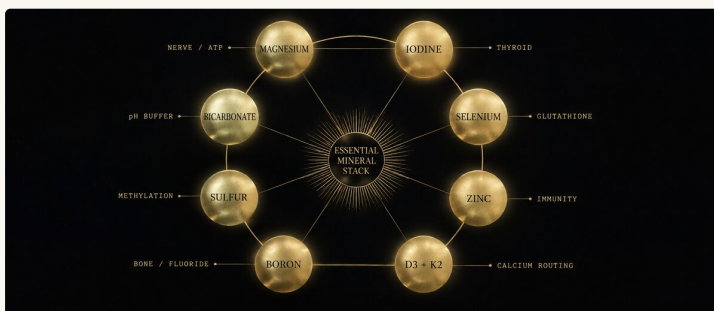 NERVE / ATP
MAGNESIUM
IODINE
THYROID
pH BUFFER
BICARBONATE
SELENIUM
GLUTATHIONE
ESSENTIAL
MINERAL
STACK
METHYLATION
SULFUR
ZINC
IMMUNITY
BONE / FLUORIDE
BORON
D3 + K2
CALCIUM ROUTING